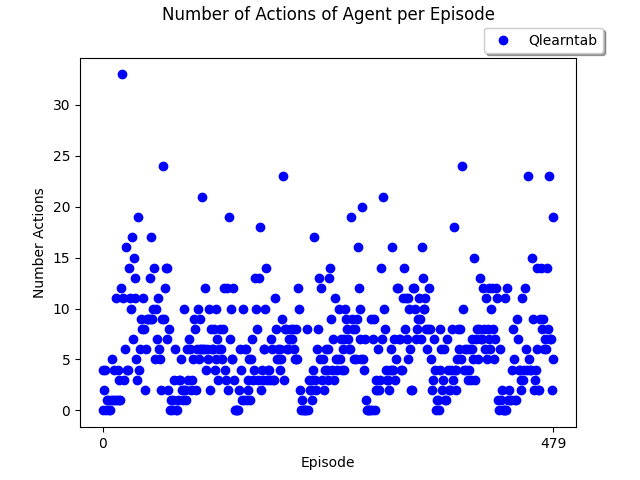 Number of Actions of Agent per Episode
Qlearntab
Number Actions
30
25
20
15
10
5
0
0
479
Episode